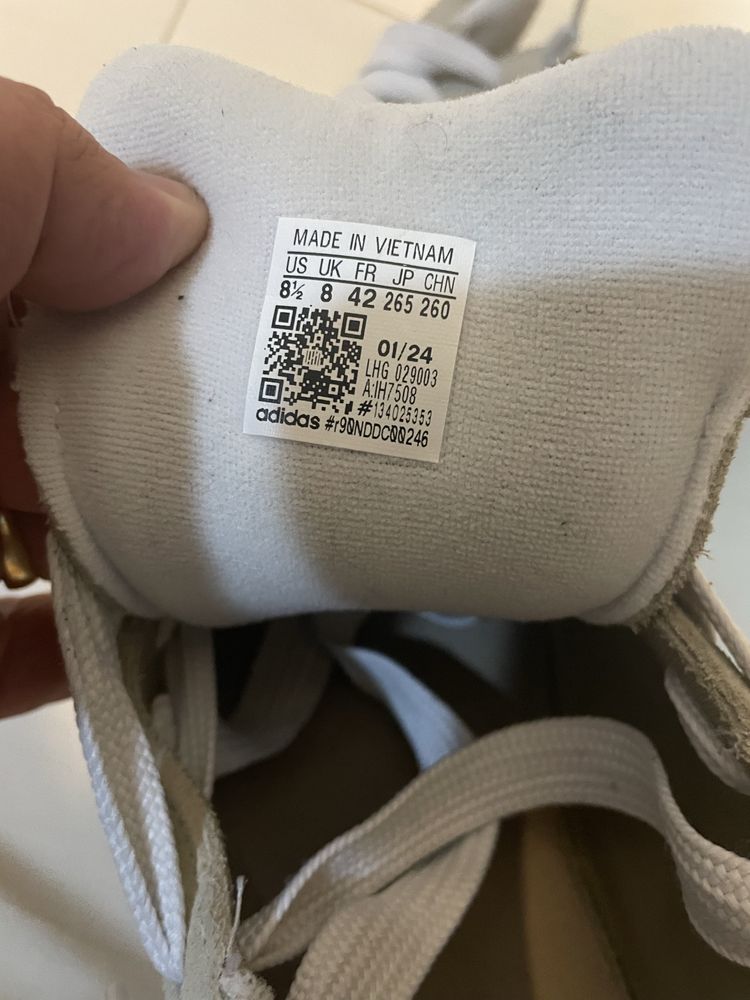 MADE IN VIETNAM
US UK FR JP CHN
8½ 8 42 265 260
01/24
LHG 029003
A:IH7508
#134025353
adidas #r90NDDC00246